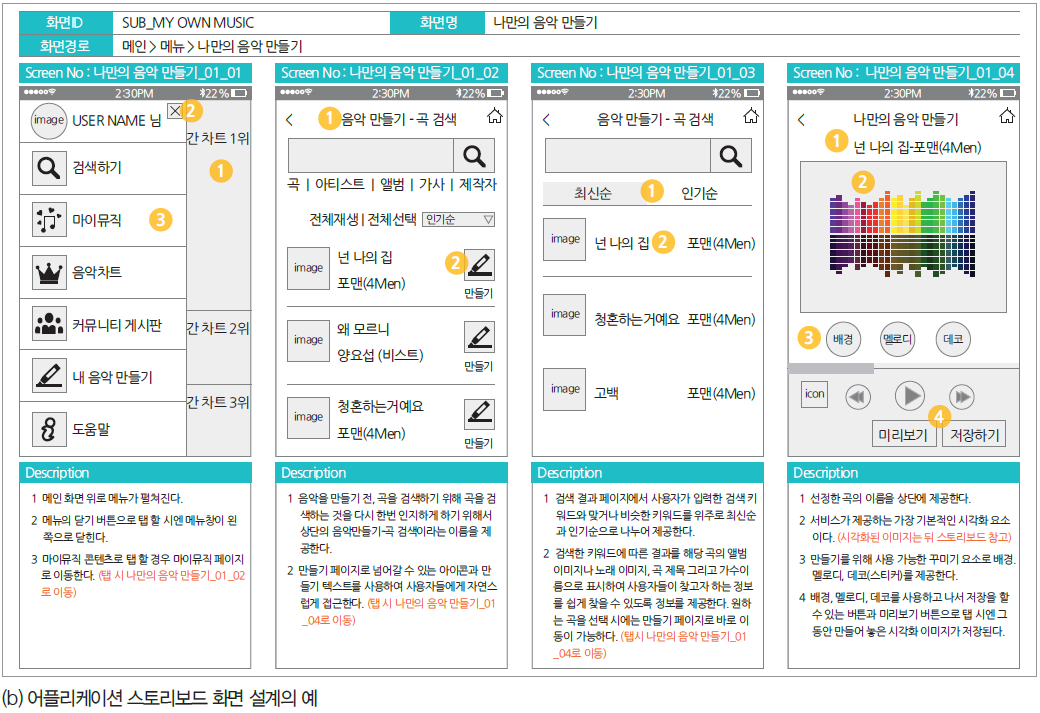 화면ID SUB_MY OWN MUSIC 화면명 나만의 음악 만들기
화면경로 메인 > 메뉴 > 나만의 음악 만들기
Screen No : 나만의 음악 만들기_01_01
2:30PM 22%
image USER NAME 님 2
간 차트 1위
1
검색하기
마이뮤직 3
음악차트
커뮤니티 게시판
간 차트 2위
내 음악 만들기
간 차트 3위
도움말
Description
1 메인 화면 위로 메뉴가 펼쳐진다.
2 메뉴의 닫기 버튼으로 탭 할 시엔 메뉴창이 왼
쪽으로 닫힌다.
3 마이뮤직 콘텐츠로 탭 할 경우 마이뮤직 페이지
로 이동한다. (탭 시 나만의 음악 만들기_01_02
로 이동)
Screen No : 나만의 음악 만들기_01_02
2:30PM 22%
< 1 음악 만들기 - 곡 검색
곡 | 아티스트 | 앨범 | 가사 | 제작자
전체재생 | 전체선택 인기순
image 넌 나의 집 2
포맨(4Men) 만들기
image 왜 모르니
양요섭 (비스트) 만들기
image 청혼하는거예요
포맨(4Men) 만들기
Description
1 음악을 만들기 전, 곡을 검색하기 위해 곡을 검
색하는 것을 다시 한번 인지하게 하기 위해서
상단의 음악만들기-곡 검색이라는 이름을 제
공한다.
2 만들기 페이지로 넘어갈 수 있는 아이콘과 만
들기 텍스트를 사용하여 사용자들에게 자연스
럽게 접근한다. (탭 시 나만의 음악 만들기_01
_04로 이동)
Screen No : 나만의 음악 만들기_01_03
2:30PM 22%
< 음악 만들기 - 곡 검색
최신순 1 인기순
image 넌 나의 집 2 포맨(4Men)
image 청혼하는거예요 포맨(4Men)
image 고백 포맨(4Men)
Description
1 검색 결과 페이지에서 사용자가 입력한 검색 키
워드와 맞거나 비슷한 키워드를 위주로 최신순
과 인기순으로 나누어 제공한다.
2 검색한 키워드에 따른 결과를 해당 곡의 앨범
이미지나 노래 이미지, 곡 제목 그리고 가수이
름으로 표시하여 사용자들이 찾고자 하는 정보
를 쉽게 찾을 수 있도록 정보를 제공한다. 원하
는 곡을 선택 시에는 만들기 페이지로 바로 이
동이 가능하다. (탭시 나만의 음악 만들기_01
_04로 이동)
Screen No : 나만의 음악 만들기_01_04
2:30PM 22%
< 나만의 음악 만들기
1 넌 나의 집-포맨(4Men)
2
3 배경 멜로디 데코
icon
4
미리보기 저장하기
Description
1 선정한 곡의 이름을 상단에 제공한다.
2 서비스가 제공하는 가장 기본적인 시각화 요소
이다. (시각화된 이미지는 뒤 스토리보드 참고)
3 만들기를 위해 사용 가능한 꾸미기 요소로 배경.
멜로디, 데코(스티커)를 제공한다.
4 배경, 멜로디, 데코를 사용하고 나서 저장을 할
수 있는 버튼과 미리보기 버튼으로 탭 시엔 그
동안 만들어 놓은 시각화 이미지가 저장된다.
(b) 어플리케이션 스토리보드 화면 설계의 예